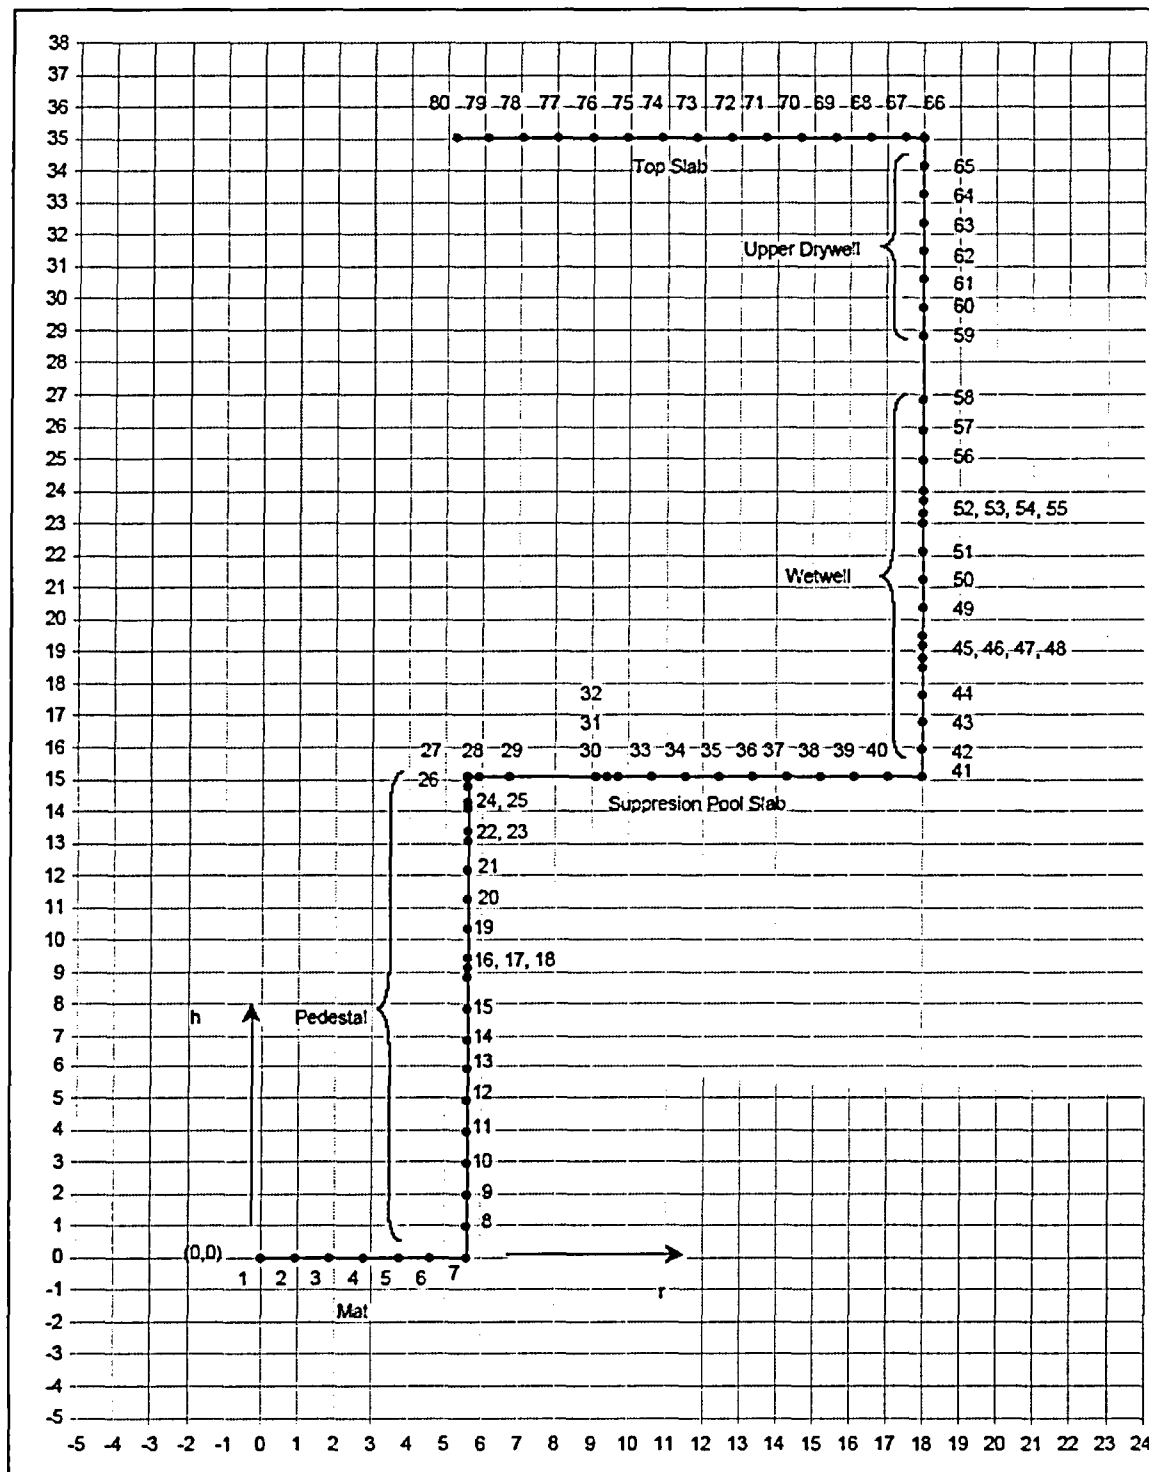 38
37
36 80 79 78 77 76 75 74 73 72 71 70 69 68 67 66
35
34 Top Slab 65
33 64
32 63
Upper Drywell 62
31 61
30 60
29 59
28
27 58
26 57
25 56
24
23 52, 53, 54, 55
22 51
21 Wetwell 50
20 49
19 45, 46, 47, 48
18 32 44
17 31 43
16 27 28 29 30 33 34 35 36 37 38 39 40 42
15 26 41
14 24, 25 Suppresion Pool Slab
13 22, 23
12 21
11 20
10 19
9 16, 17, 18
8 15
h Pedestal
7 14
6 13
5 12
4 11
3 10
2 9
1 8
0 (0,0)
1 2 3 4 5 6 7
-1 r
-2 Mat
-3
-4
-5
-5 -4 -3 -2 -1 0 1 2 3 4 5 6 7 8 9 10 11 12 13 14 15 16 17 18 19 20 21 22 23 24